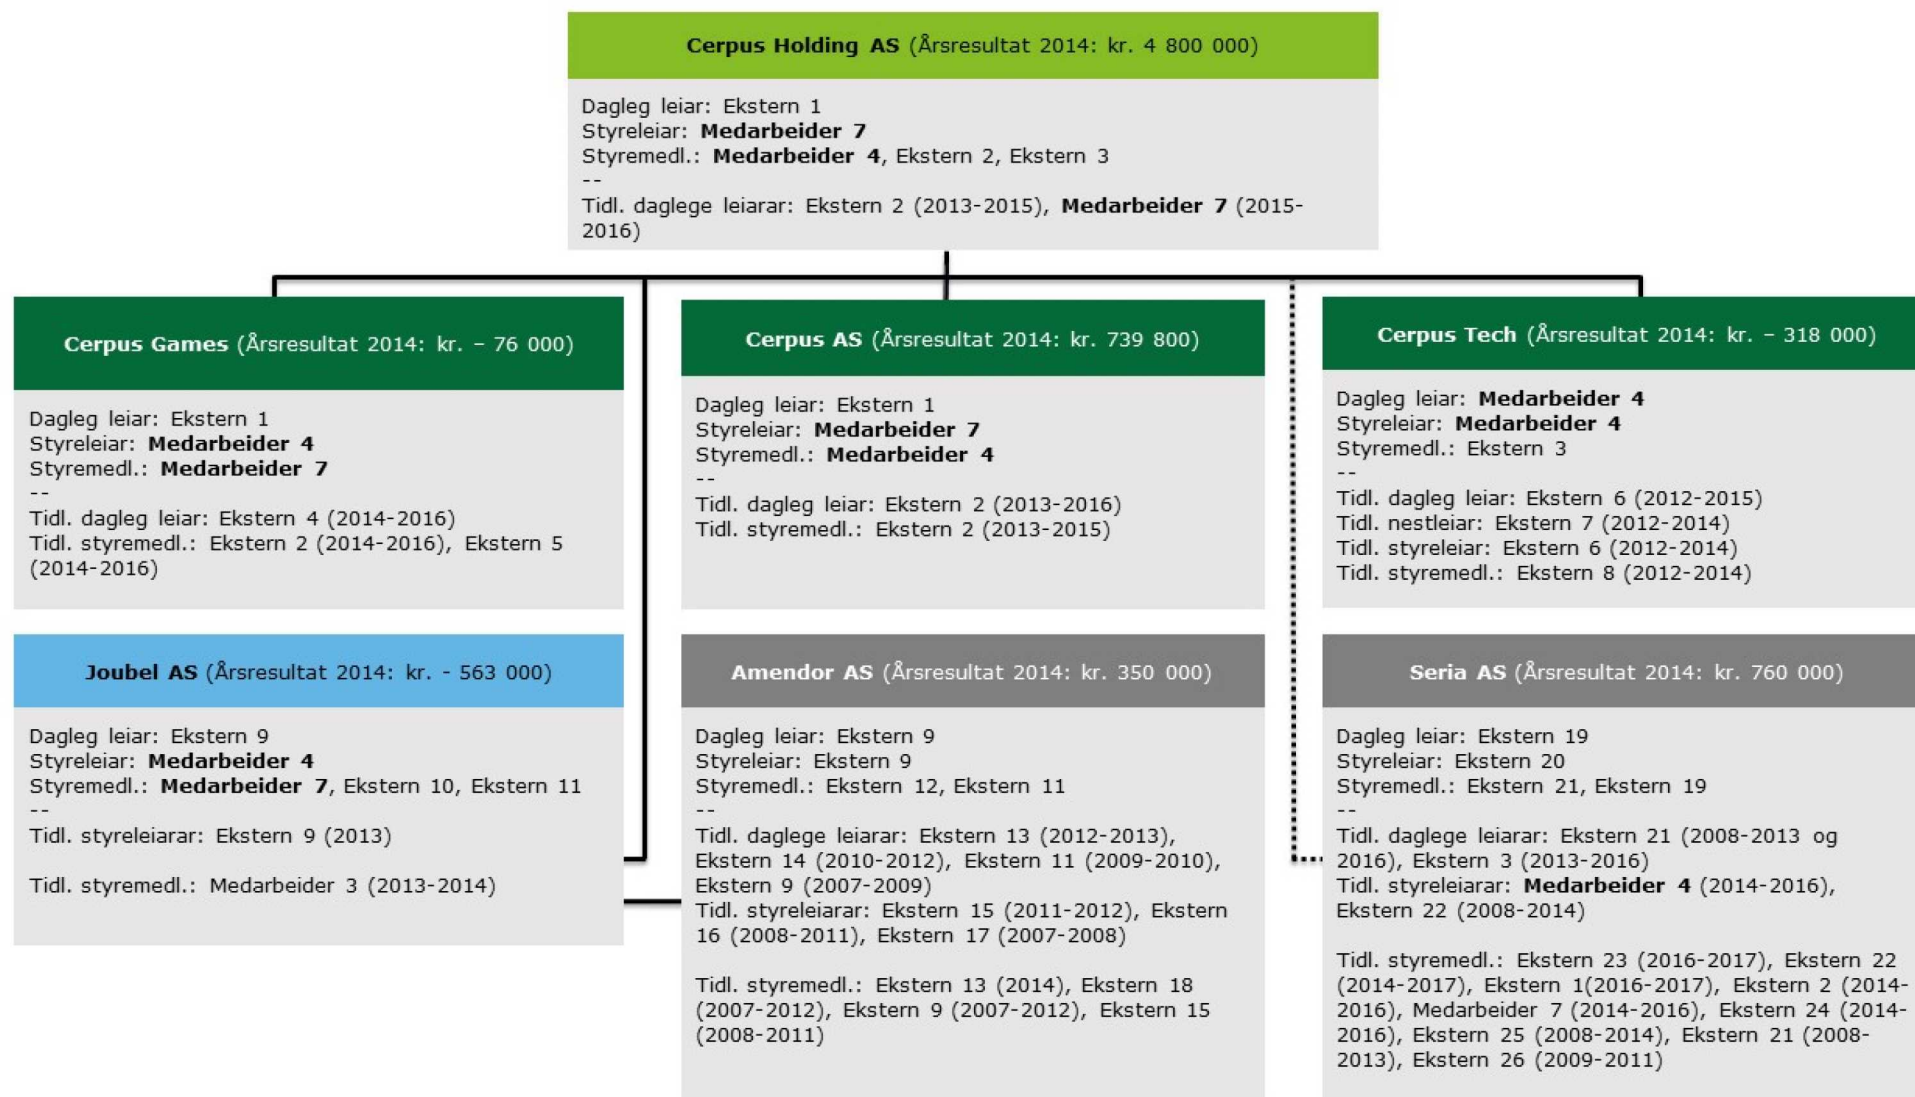 Cerpus Holding AS (Årsresultat 2014: kr. 4 800 000)
Dagleg leiar: Ekstern 1
Styreleiar: Medarbeider 7
Styremedl.: Medarbeider 4, Ekstern 2, Ekstern 3
--
Tidl. daglege leiarar: Ekstern 2 (2013-2015), Medarbeider 7 (2015-
2016)
Cerpus Games (Årsresultat 2014: kr. – 76 000)
Dagleg leiar: Ekstern 1
Styreleiar: Medarbeider 4
Styremedl.: Medarbeider 7
--
Tidl. dagleg leiar: Ekstern 4 (2014-2016)
Tidl. styremedl.: Ekstern 2 (2014-2016), Ekstern 5
(2014-2016)
Cerpus AS (Årsresultat 2014: kr. 739 800)
Dagleg leiar: Ekstern 1
Styreleiar: Medarbeider 7
Styremedl.: Medarbeider 4
--
Tidl. dagleg leiar: Ekstern 2 (2013-2016)
Tidl. styremedl.: Ekstern 2 (2013-2015)
Cerpus Tech (Årsresultat 2014: kr. – 318 000)
Dagleg leiar: Medarbeider 4
Styreleiar: Medarbeider 4
Styremedl.: Ekstern 3
--
Tidl. dagleg leiar: Ekstern 6 (2012-2015)
Tidl. nestleiar: Ekstern 7 (2012-2014)
Tidl. styreleiar: Ekstern 6 (2012-2014)
Tidl. styremedl.: Ekstern 8 (2012-2014)
Joubel AS (Årsresultat 2014: kr. - 563 000)
Dagleg leiar: Ekstern 9
Styreleiar: Medarbeider 4
Styremedl.: Medarbeider 7, Ekstern 10, Ekstern 11
--
Tidl. styreleiarar: Ekstern 9 (2013)
Tidl. styremedl.: Medarbeider 3 (2013-2014)
Amendor AS (Årsresultat 2014: kr. 350 000)
Dagleg leiar: Ekstern 9
Styreleiar: Ekstern 9
Styremedl.: Ekstern 12, Ekstern 11
--
Tidl. daglege leiarar: Ekstern 13 (2012-2013),
Ekstern 14 (2010-2012), Ekstern 11 (2009-2010),
Ekstern 9 (2007-2009)
Tidl. styreleiarar: Ekstern 15 (2011-2012), Ekstern
16 (2008-2011), Ekstern 17 (2007-2008)
Tidl. styremedl.: Ekstern 13 (2014), Ekstern 18
(2007-2012), Ekstern 9 (2007-2012), Ekstern 15
(2008-2011)
Seria AS (Årsresultat 2014: kr. 760 000)
Dagleg leiar: Ekstern 19
Styreleiar: Ekstern 20
Styremedl.: Ekstern 21, Ekstern 19
--
Tidl. daglege leiarar: Ekstern 21 (2008-2013 og
2016), Ekstern 3 (2013-2016)
Tidl. styreleiarar: Medarbeider 4 (2014-2016),
Ekstern 22 (2008-2014)
Tidl. styremedl.: Ekstern 23 (2016-2017), Ekstern 22
(2014-2017), Ekstern 1(2016-2017), Ekstern 2 (2014-
2016), Medarbeider 7 (2014-2016), Ekstern 24 (2014-
2016), Ekstern 25 (2008-2014), Ekstern 21 (2008-
2013), Ekstern 26 (2009-2011)